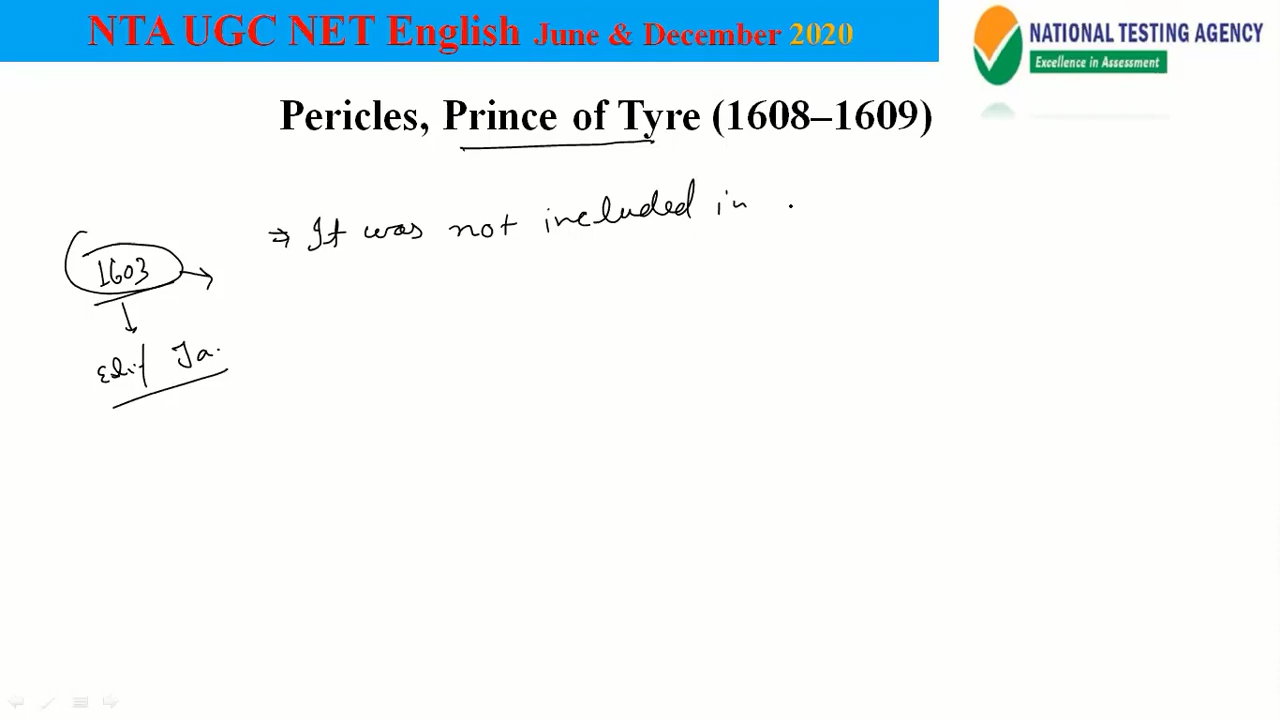 NTA UGC NET English June & December 2020
NATIONAL TESTING AGENCY
Excellence in Assessment
Pericles, Prince of Tyre (1608–1609)
⇒ It was not included in .
1603
Ja.